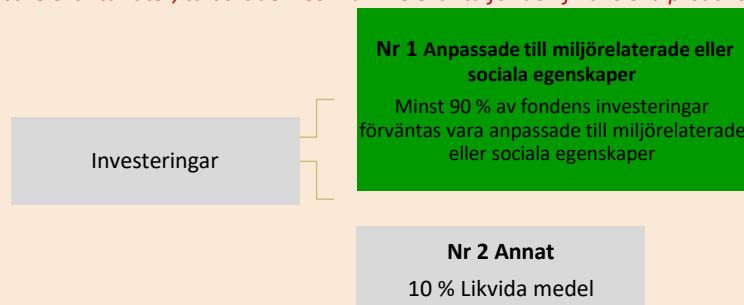 Nr 1 Anpassade till miljörelaterade eller
sociala egenskaper
Minst 90 % av fondens investeringar
förväntas vara anpassade till miljörelaterade
eller sociala egenskaper
Investeringar
Nr 2 Annat
10 % Likvida medel